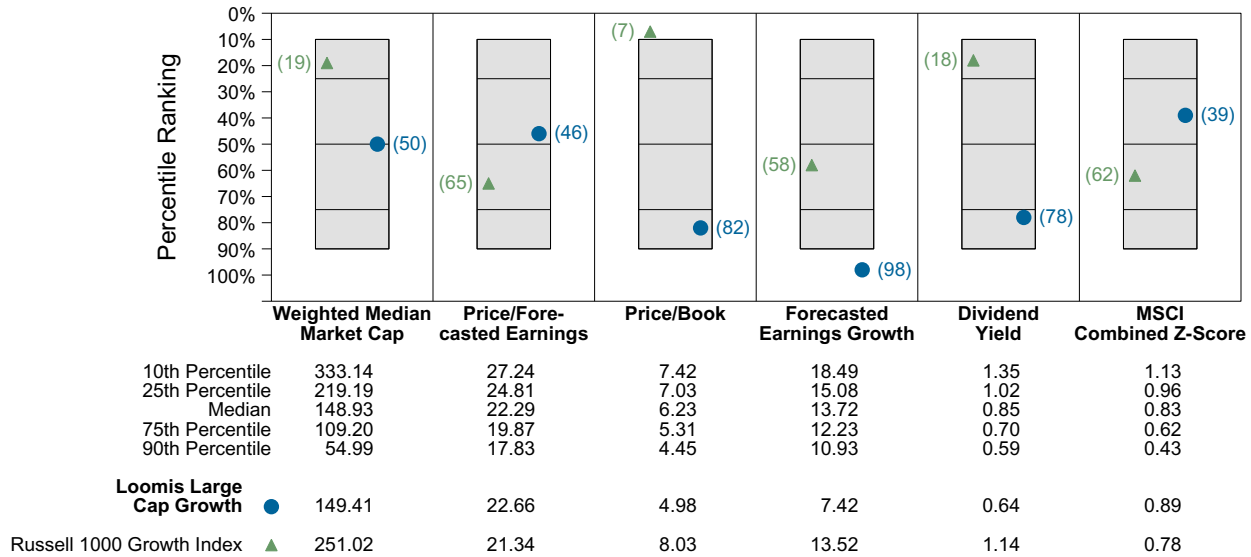 Percentile Ranking
0%
10%
20%
30%
40%
50%
60%
70%
80%
90%
100%
(19)
(50)
(65)
(46)
(7)
(82)
(58)
(98)
(18)
(78)
(62)
(39)
Weighted Median
Market Cap
Price/Fore-
casted Earnings
Price/Book
Forecasted
Earnings Growth
Dividend
Yield
MSCI
Combined Z-Score
10th Percentile 333.14 27.24 7.42 18.49 1.35 1.13
25th Percentile 219.19 24.81 7.03 15.08 1.02 0.96
Median 148.93 22.29 6.23 13.72 0.85 0.83
75th Percentile 109.20 19.87 5.31 12.23 0.70 0.62
90th Percentile 54.99 17.83 4.45 10.93 0.59 0.43
Loomis Large
Cap Growth 149.41 22.66 4.98 7.42 0.64 0.89
Russell 1000 Growth Index 251.02 21.34 8.03 13.52 1.14 0.78